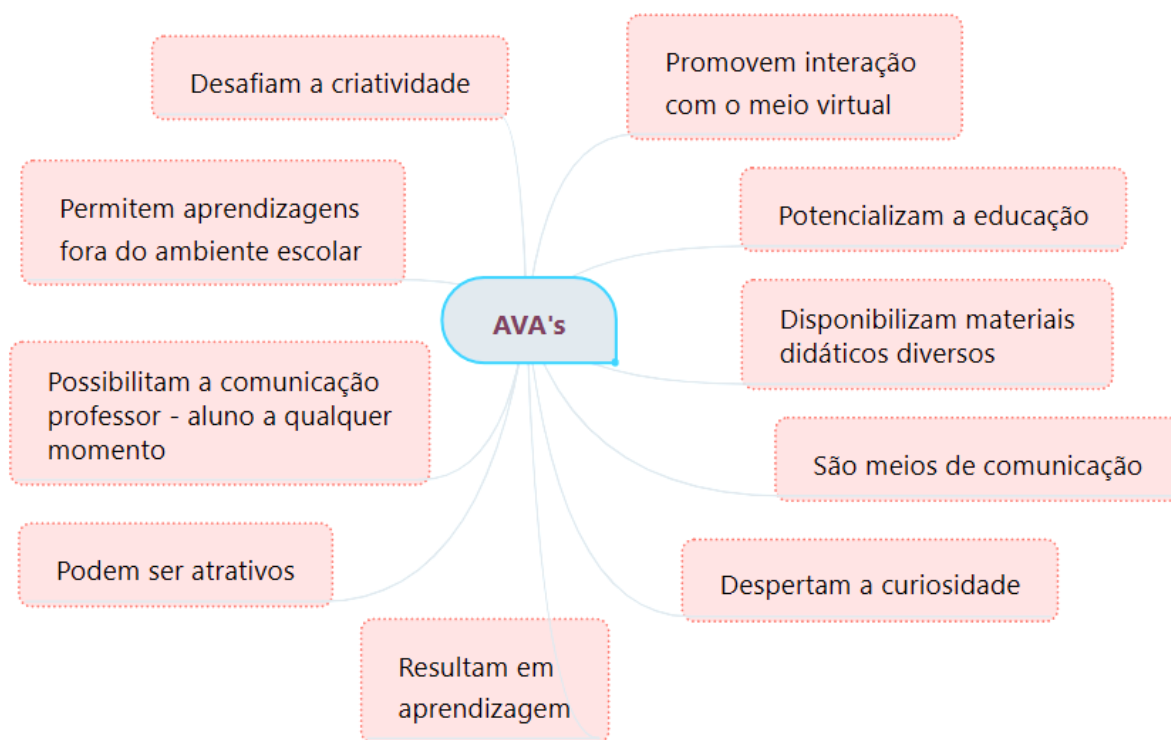 Desafiam a criatividade
Promovem interação
com o meio virtual
Permitem aprendizagens
fora do ambiente escolar
Potencializam a educação
AVA's
Disponibilizam materiais
didáticos diversos
Possibilitam a comunicação
professor - aluno a qualquer
momento
São meios de comunicação
Podem ser atrativos
Despertam a curiosidade
Resultam em
aprendizagem